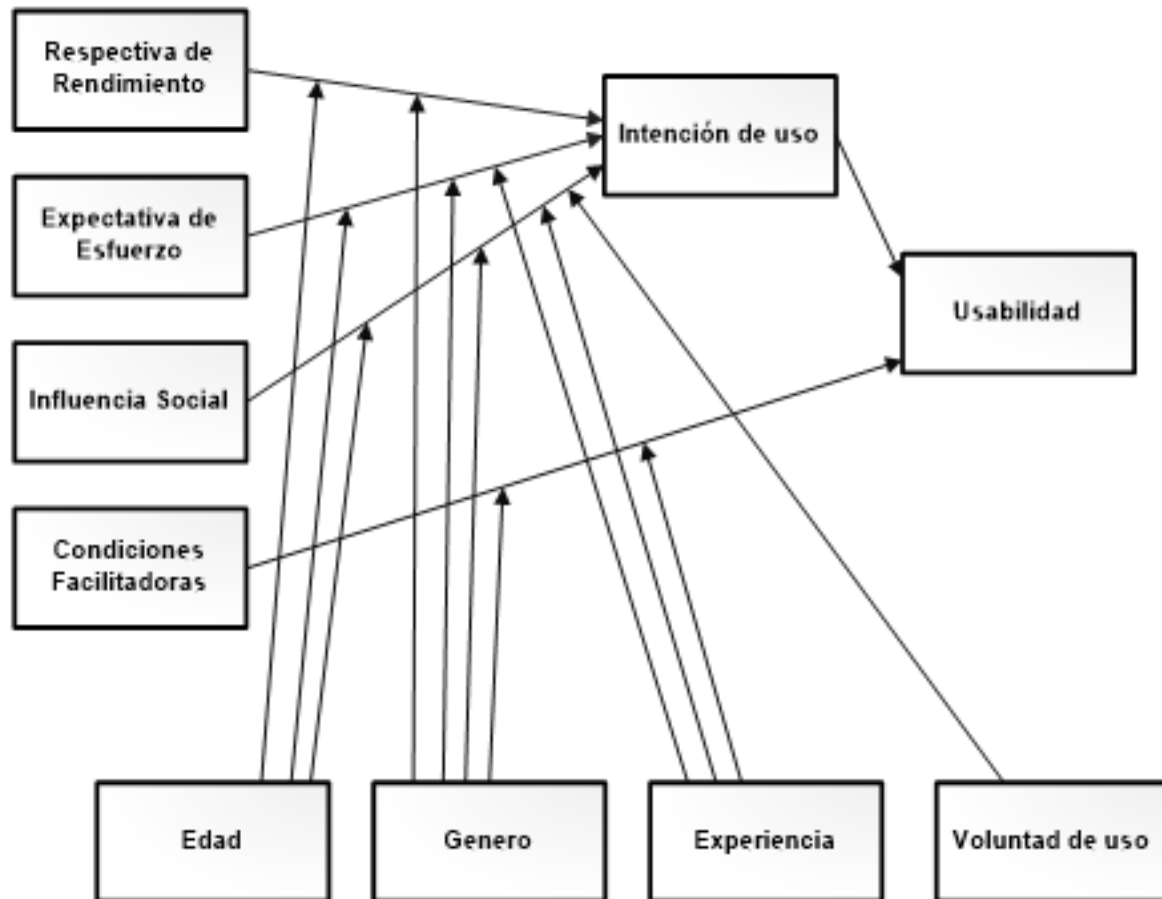 Respectiva de
Rendimiento
Intención de uso
Expectativa de
Esfuerzo
Usabilidad
Influencia Social
Condiciones
Facilitadoras
Edad
Genero
Experiencia
Voluntad de uso